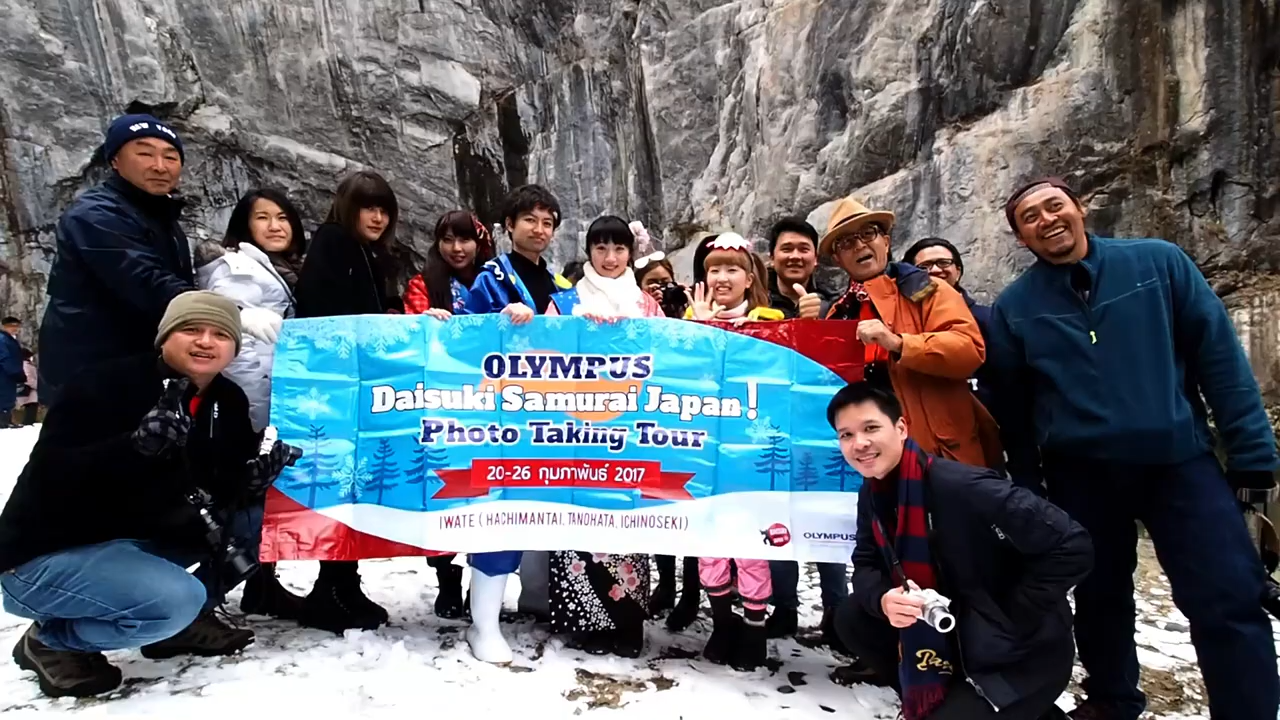 OLYMPUS
Daisuki Samurai Japan!
Photo Taking Tour
20-26 กุมภาพันธ์ 2017
IWATE (HACHIMANTAI, TANOHATA, ICHINOSEKI)
OLYMPUS